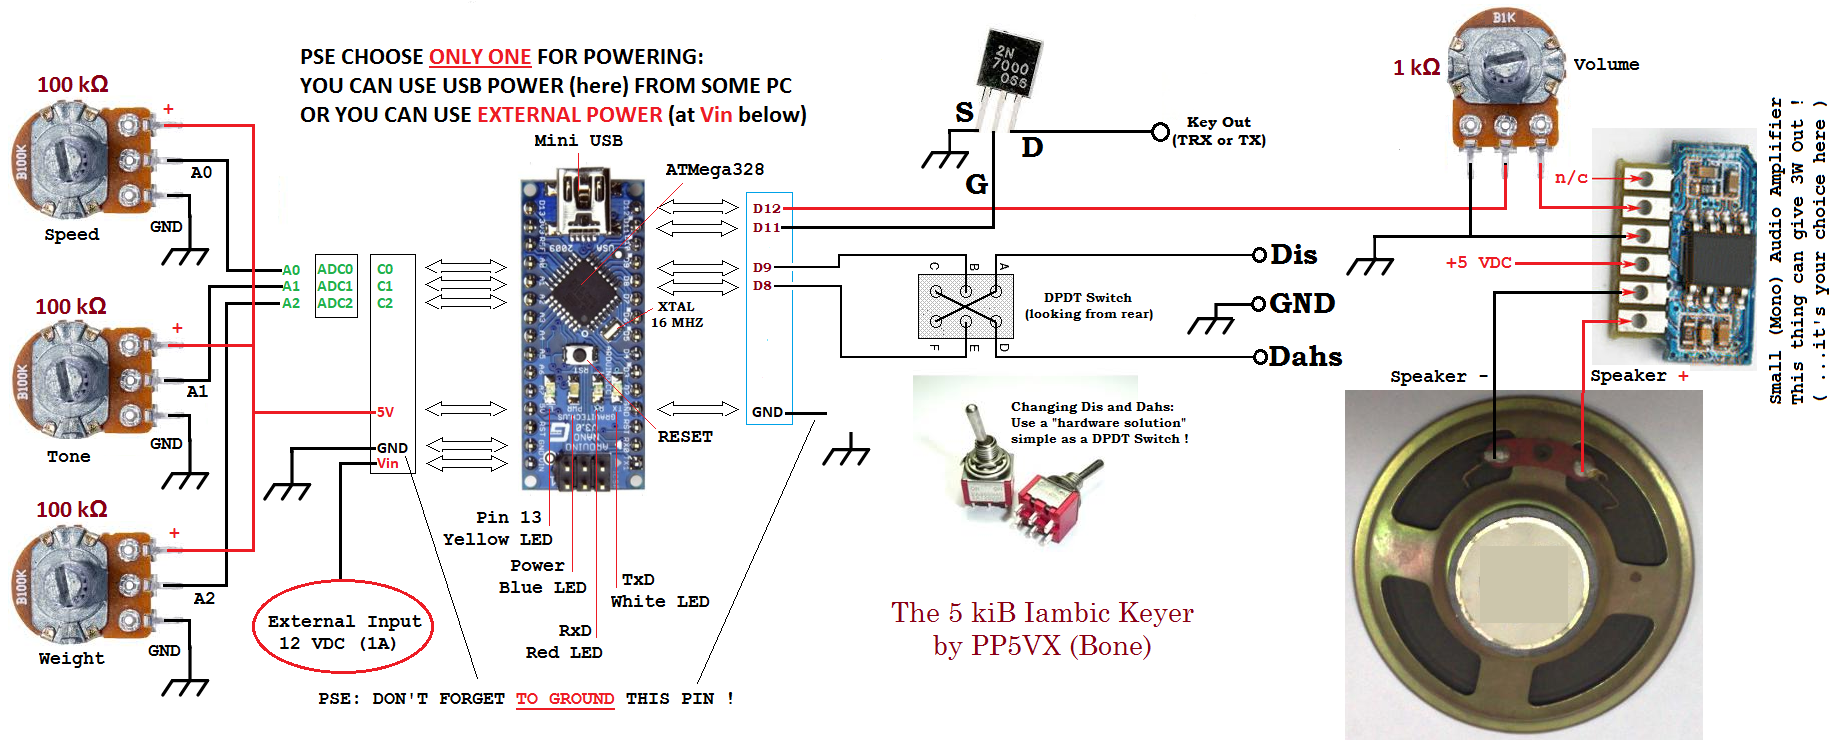 PSE CHOOSE ONLY ONE FOR POWERING:
YOU CAN USE USB POWER (here) FROM SOME PC
OR YOU CAN USE EXTERNAL POWER (at Vin below)
Mini USB
ATMega328
100 kΩ
+
B100K
A0
GND
Speed
100 kΩ
+
B100K
A1
GND
Tone
100 kΩ
+
B100K
A2
GND
Weight
A0 ADC0 C0
A1 ADC1 C1
A2 ADC2 C2
5V
GND
Vin
External Input
12 VDC (1A)
USA
2009
XTAL
16 MHZ
RESET
Pin 13
Yellow LED
Power
Blue LED
RxD
Red LED
TxD
White LED
PSE: DON'T FORGET TO GROUND THIS PIN !
D12
D11
D9
D8
GND
2N
7000
066
S
G
D
Key Out
(TRX or TX)
C B A
F E D
DPDT Switch
(looking from rear)
Dis
GND
Dahs
Changing Dis and Dahs:
Use a "hardware solution"
simple as a DPDT Switch !
The 5 kiB Iambic Keyer
by PP5VX (Bone)
B1K
1 kΩ
Volume
n/c
+5 VDC
Speaker -
Speaker +
Small (Mono) Audio Amplifier
This thing can give 3W Out !
( ...it's your choice here )